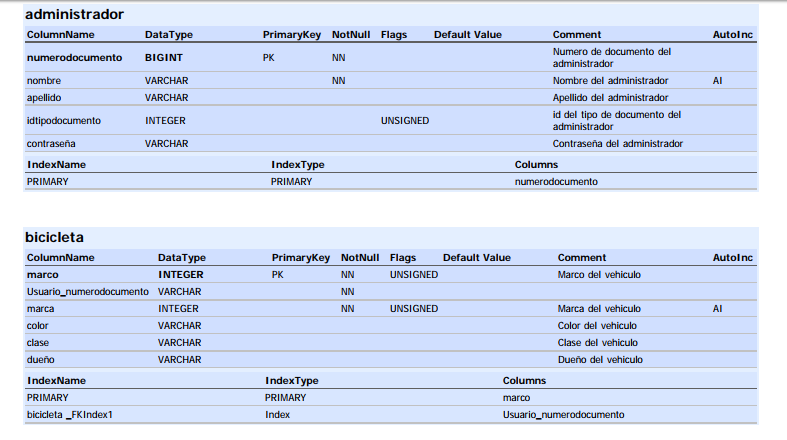 administrador
ColumnName DataType PrimaryKey NotNull Flags Default Value Comment AutoInc
numerodocumento BIGINT PK NN Numero de documento del
administrador
nombre VARCHAR NN Nombre del administrador AI
apellido VARCHAR Apellido del administrador
idtipodocumento INTEGER UNSIGNED id del tipo de documento del
administrador
contraseña VARCHAR Contraseña del administrador
IndexName IndexType Columns
PRIMARY PRIMARY numerodocumento
bicicleta
ColumnName DataType PrimaryKey NotNull Flags Default Value Comment AutoInc
marco INTEGER PK NN UNSIGNED Marco del vehiculo
Usuario_numerodocumento VARCHAR NN
marca INTEGER NN UNSIGNED Marca del vehiculo AI
color VARCHAR Color del vehiculo
clase VARCHAR Clase del vehiculo
dueño VARCHAR Dueño del vehiculo
IndexName IndexType Columns
PRIMARY PRIMARY marco
bicicleta _FKIndex1 Index Usuario_numerodocumento